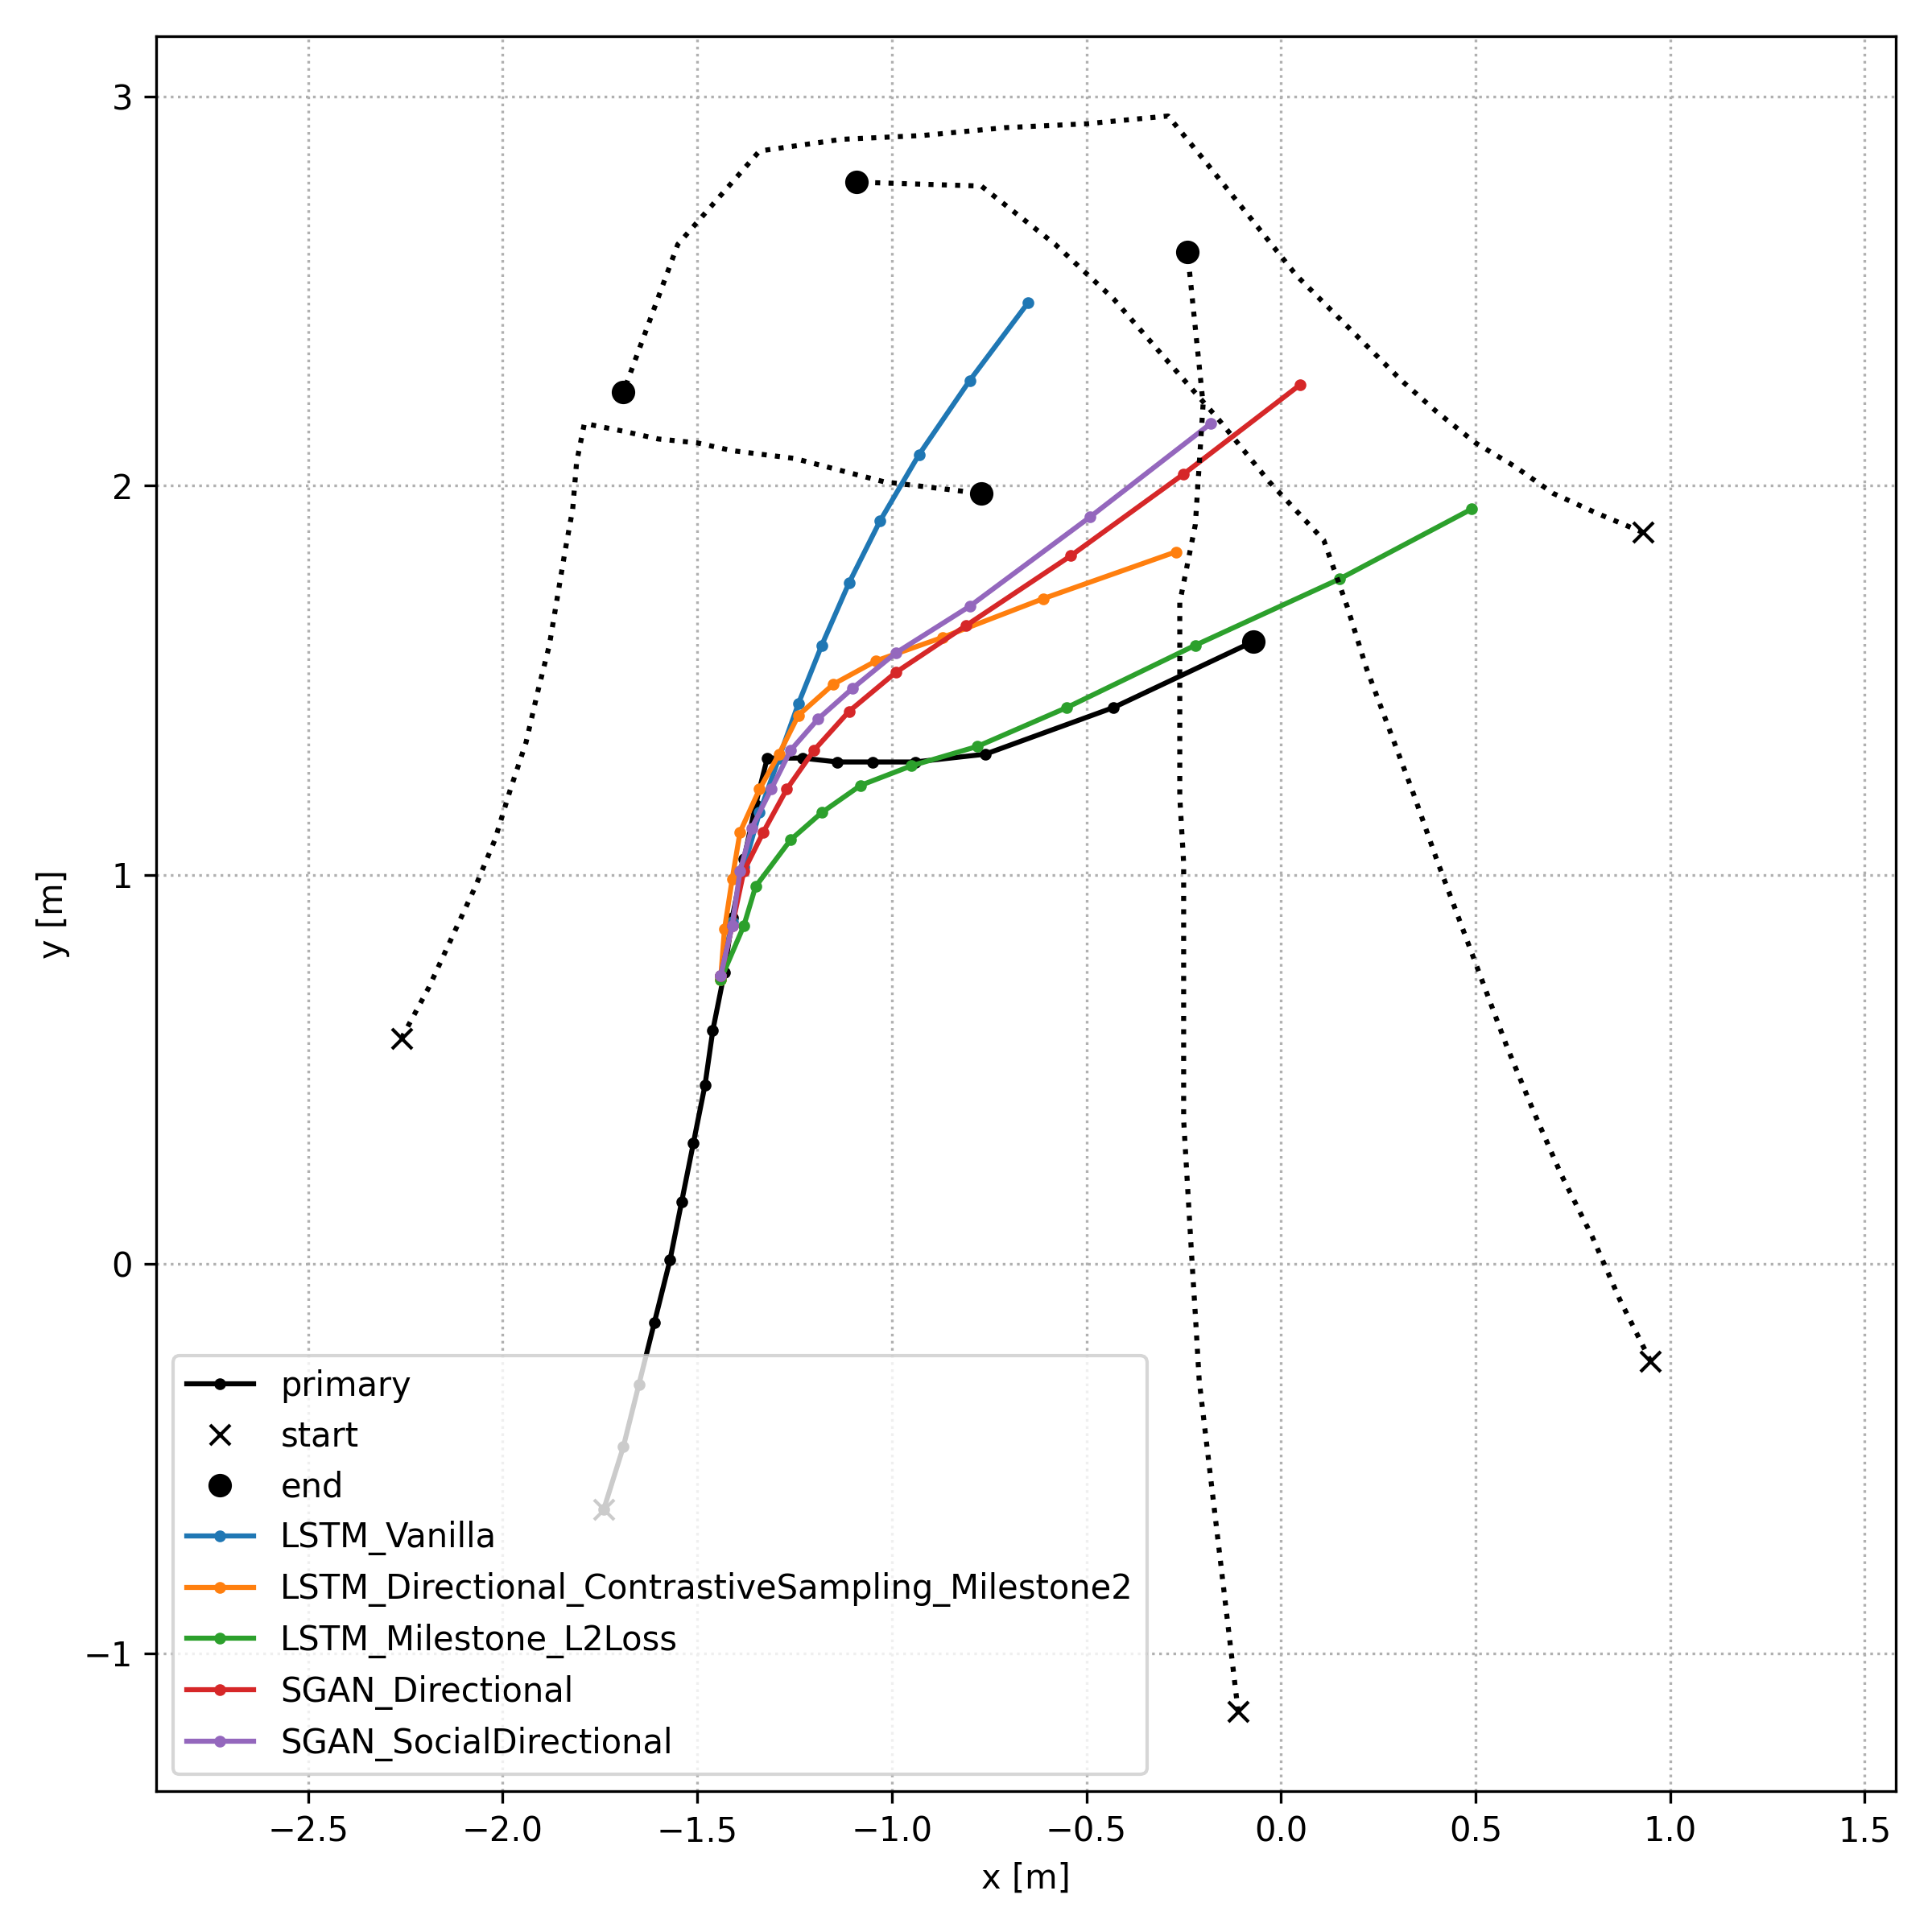 3
2
1
0
−1
y [m]
primary
start
end
LSTM_Vanilla
LSTM_Directional_ContrastiveSampling_Milestone2
LSTM_Milestone_L2Loss
SGAN_Directional
SGAN_SocialDirectional
−2.5 −2.0 −1.5 −1.0 −0.5 0.0 0.5 1.0 1.5
x [m]